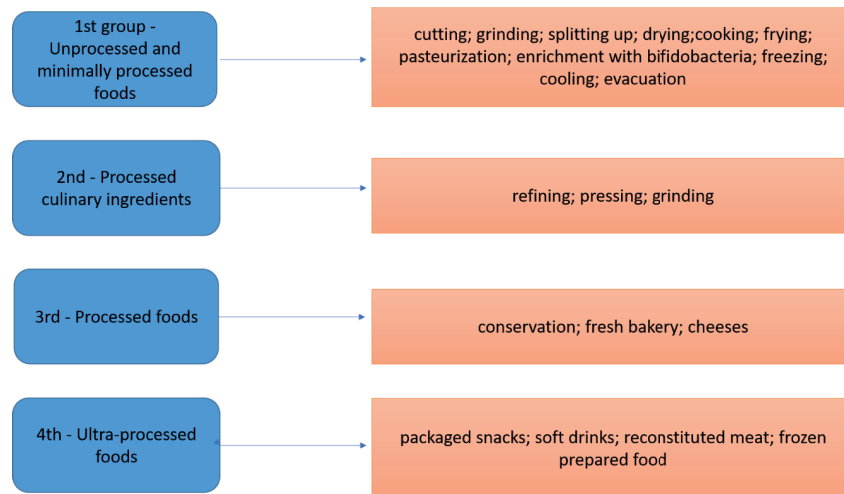 1st group -
Unprocessed and
minimally processed
foods
cutting; grinding; splitting up; drying;cooking; frying;
pasteurization; enrichment with bifidobacteria; freezing;
cooling; evacuation
2nd - Processed
culinary ingredients
refining; pressing; grinding
3rd - Processed foods
conservation; fresh bakery; cheeses
4th - Ultra-processed
foods
packaged snacks; soft drinks; reconstituted meat; frozen
prepared food